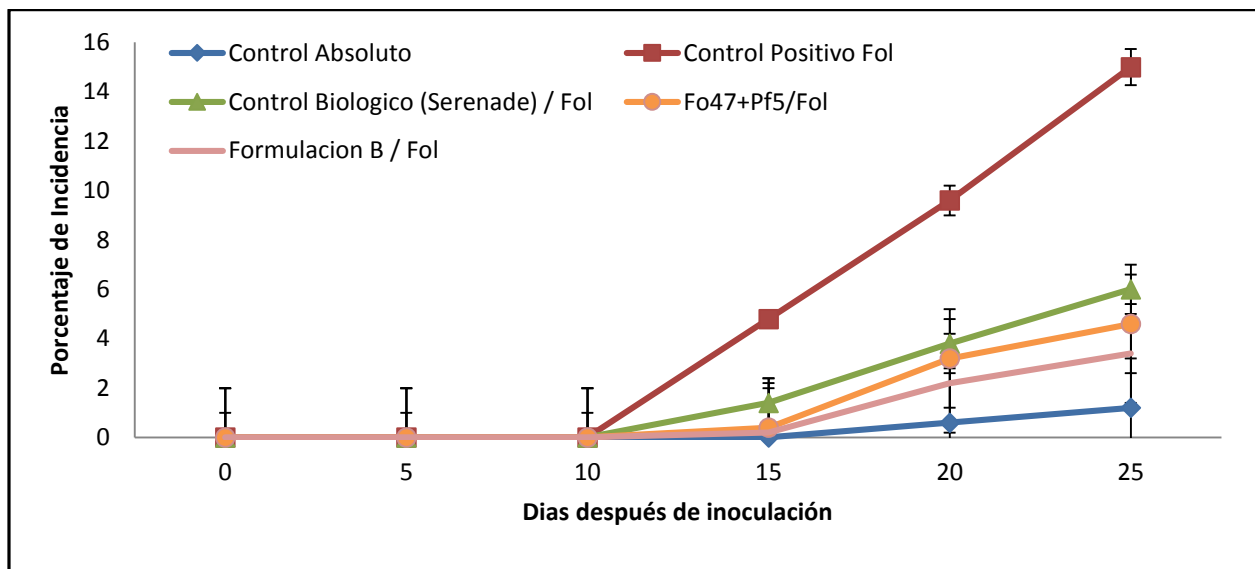 16
14
12
10
8
6
4
2
0
Porcentaje de Incidencia
Control Absoluto
Control Positivo Fol
Control Biologico (Serenade) / Fol
Fo47+Pf5/Fol
Formulacion B / Fol
0 5 10 15 20 25
Dias después de inoculación